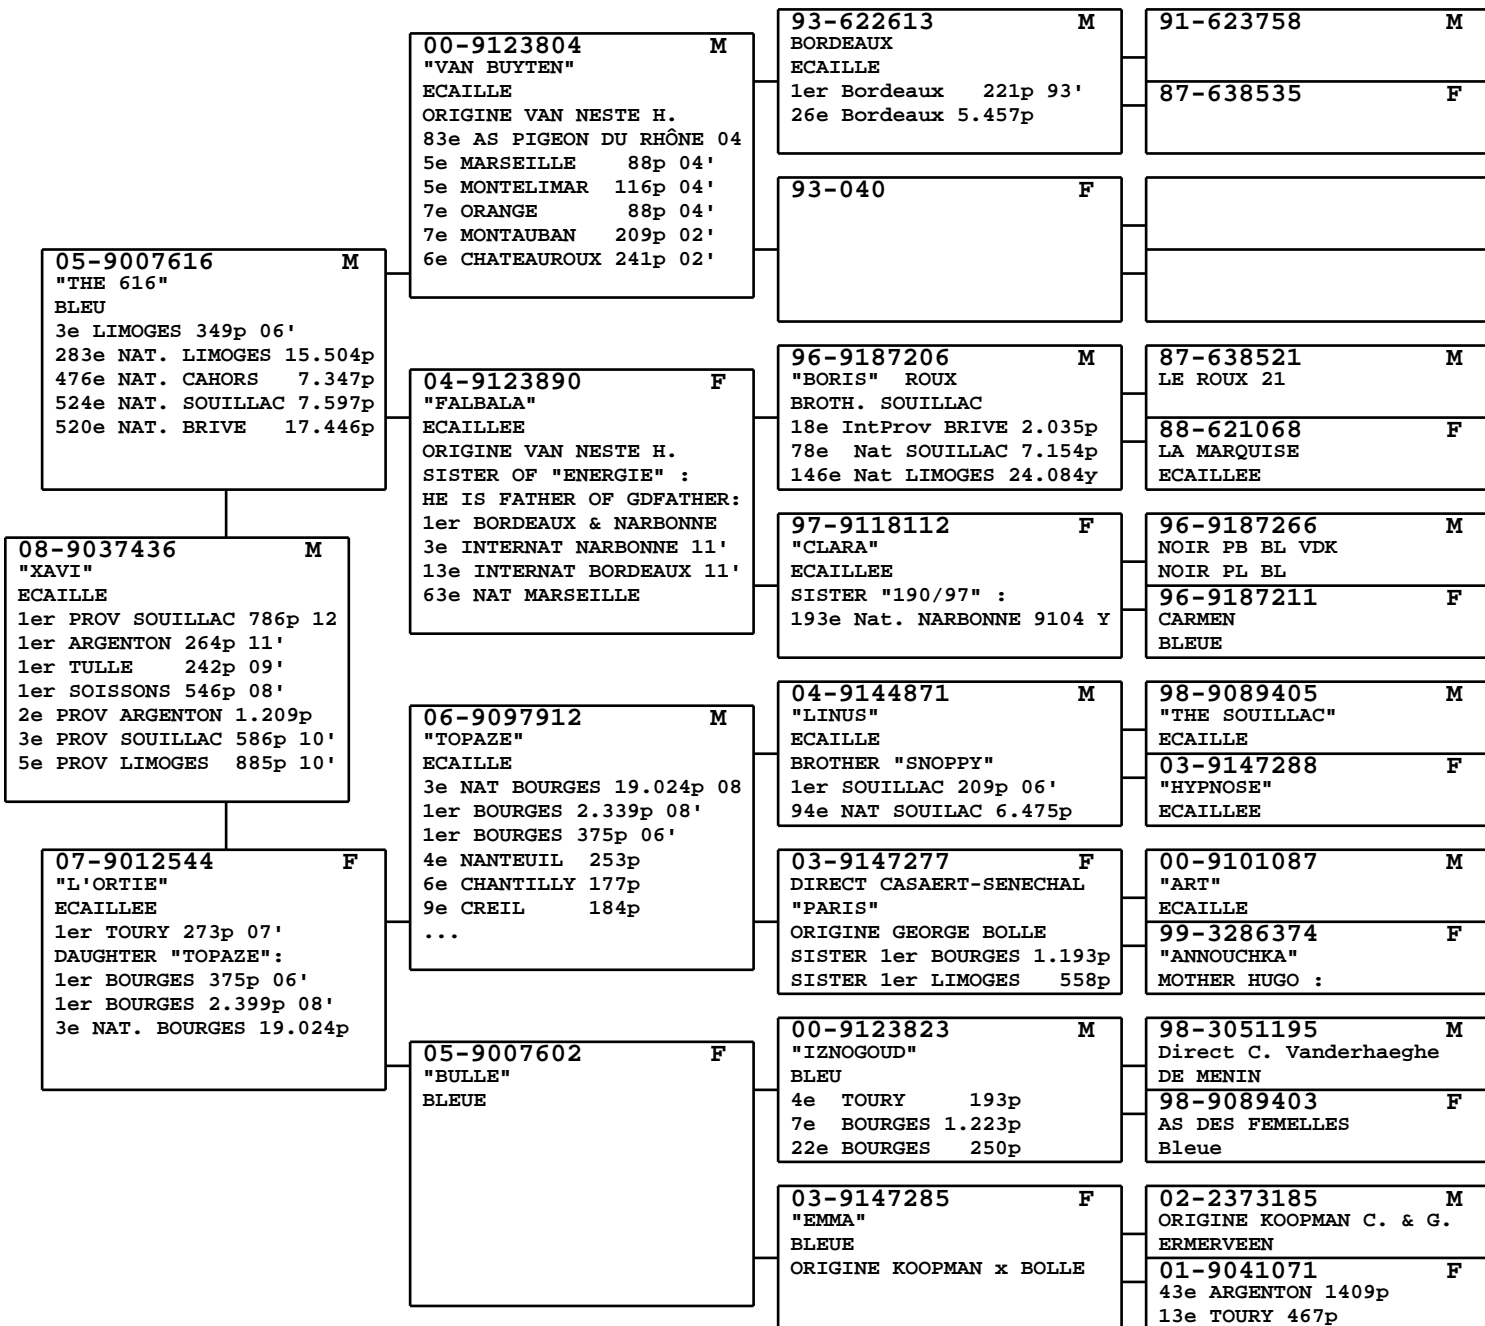 05-9007616 M
"THE 616"
BLEU
3e LIMOGES 349p 06'
283e NAT. LIMOGES 15.504p
476e NAT. CAHORS 7.347p
524e NAT. SOUILLAC 7.597p
520e NAT. BRIVE 17.446p
08-9037436 M
"XAVI"
ECAILLE
1er PROV SOUILLAC 786p 12
1er ARGENTON 264p 11'
1er TULLE 242p 09'
1er SOISSONS 546p 08'
2e PROV ARGENTON 1.209p
3e PROV SOUILLAC 586p 10'
5e PROV LIMOGES 885p 10'
07-9012544 F
"L'ORTIE"
ECAILLEE
1er TOURY 273p 07'
DAUGHTER "TOPAZE":
1er BOURGES 375p 06'
1er BOURGES 2.399p 08'
3e NAT. BOURGES 19.024p
00-9123804 M
"VAN BUYTEN"
ECAILLE
ORIGINE VAN NESTE H.
83e AS PIGEON DU RHÔNE 04
5e MARSEILLE 88p 04'
5e MONTELIMAR 116p 04'
7e ORANGE 88p 04'
7e MONTAUBAN 209p 02'
6e CHATEAUROUX 241p 02'
04-9123890 F
"FALBALA"
ECAILLEE
ORIGINE VAN NESTE H.
SISTER OF "ENERGIE" :
HE IS FATHER OF GDFATHER:
1er BORDEAUX & NARBONNE
3e INTERNAT NARBONNE 11'
13e INTERNAT BORDEAUX 11'
63e NAT MARSEILLE
06-9097912 M
"TOPAZE"
ECAILLE
3e NAT BOURGES 19.024p 08
1er BOURGES 2.339p 08'
1er BOURGES 375p 06'
4e NANTEUIL 253p
6e CHANTILLY 177p
9e CREIL 184p
...
05-9007602 F
"BULLE"
BLEUE
93-622613 M
BORDEAUX
ECAILLE
1er Bordeaux 221p 93'
26e Bordeaux 5.457p
93-040 F
96-9187206 M
"BORIS" ROUX
BROTH. SOUILLAC
18e IntProv BRIVE 2.035p
78e Nat SOUILLAC 7.154p
146e Nat LIMOGES 24.084y
97-9118112 F
"CLARA"
ECAILLEE
SISTER "190/97" :
193e Nat. NARBONNE 9104 Y
04-9144871 M
"LINUS"
ECAILLE
BROTHER "SNOPPY"
1er SOUILLAC 209p 06'
94e NAT SOUILAC 6.475p
03-9147277 F
DIRECT CASAERT-SENECHAL
"PARIS"
ORIGINE GEORGE BOLLE
SISTER 1er BOURGES 1.193p
SISTER 1er LIMOGES 558p
00-9123823 M
"IZNOGOUD"
BLEU
4e TOURY 193p
7e BOURGES 1.223p
22e BOURGES 250p
03-9147285 F
"EMMA"
BLEUE
ORIGINE KOOPMAN x BOLLE
91-623758 M
87-638535 F
87-638521 M
LE ROUX 21
88-621068 F
LA MARQUISE
ECAILLEE
96-9187266 M
NOIR PB BL VDK
NOIR PL BL
96-9187211 F
CARMEN
BLEUE
98-9089405 M
"THE SOUILLAC"
ECAILLE
03-9147288 F
"HYPNOSE"
ECAILLEE
00-9101087 M
"ART"
ECAILLE
99-3286374 F
"ANNOUCHKA"
MOTHER HUGO :
98-3051195 M
Direct C. Vanderhaeghe
DE MENIN
98-9089403 F
AS DES FEMELLES
Bleue
02-2373185 M
ORIGINE KOOPMAN C. & G.
ERMERVEEN
01-9041071 F
43e ARGENTON 1409p
13e TOURY 467p